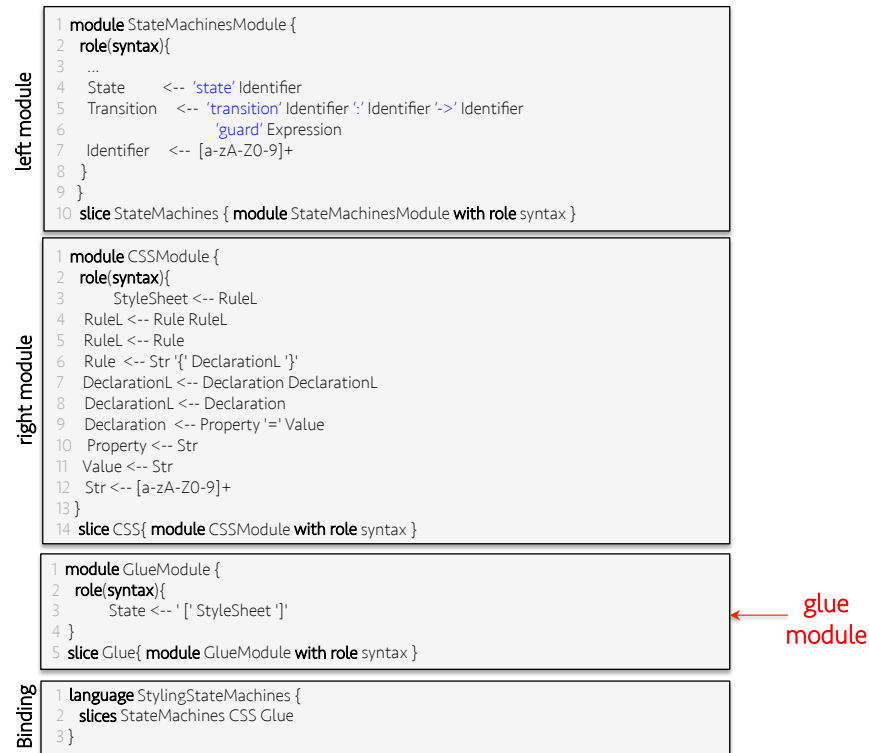 left module
1 module StateMachinesModule {
2 role(syntax){
3 ...
4 State <-- ‘state’ Identifier
5 Transition <-- ‘transition’ Identifier ‘:’ Identifier ‘->’ Identifier
6 ‘guard’ Expression
7 Identifier <-- [a-zA-Z0-9]+
8 }
9 }
10 slice StateMachines { module StateMachinesModule with role syntax }
right module
1 module CSSModule {
2 role(syntax){
3 StyleSheet <-- RuleL
4 RuleL <-- Rule RuleL
5 RuleL <-- Rule
6 Rule <-- Str '{' DeclarationL '}'
7 DeclarationL <-- Declaration DeclarationL
8 DeclarationL <-- Declaration
9 Declaration <-- Property '=' Value
10 Property <-- Str
11 Value <-- Str
12 Str <-- [a-zA-Z0-9]+
13 }
14 slice CSS{ module CSSModule with role syntax }
1 module GlueModule {
2 role(syntax){
3 State <-- ' [' StyleSheet ']'
4 }
5 slice Glue{ module GlueModule with role syntax }
glue
module
Binding
1 language StylingStateMachines {
2 slices StateMachines CSS Glue
3 }